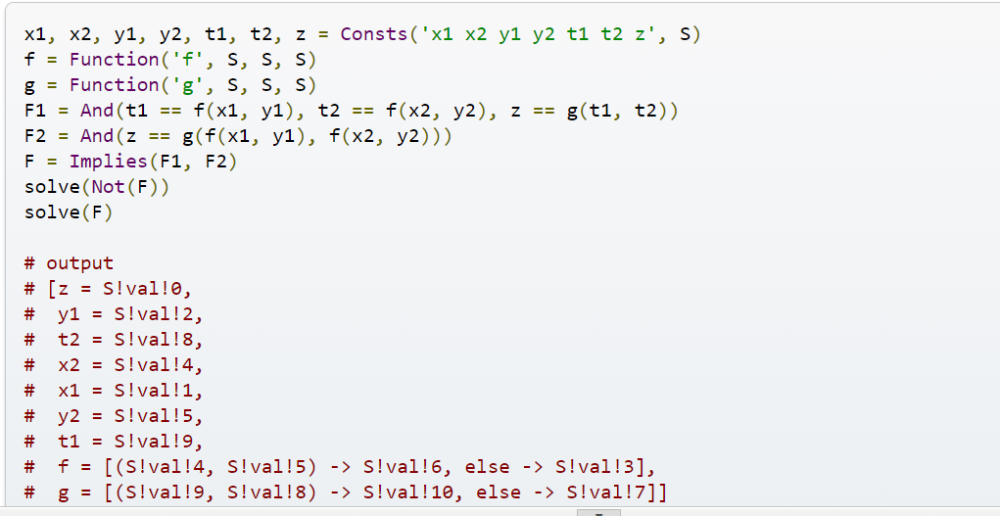 x1, x2, y1, y2, t1, t2, z = Consts('x1 x2 y1 y2 t1 t2 z', S)
f = Function('f', S, S, S)
g = Function('g', S, S, S)
F1 = And(t1 == f(x1, y1), t2 == f(x2, y2), z == g(t1, t2))
F2 = And(z == g(f(x1, y1), f(x2, y2)))
F = Implies(F1, F2)
solve(Not(F))
solve(F)
# output
# [z = S!val!0,
#  y1 = S!val!2,
#  t2 = S!val!8,
#  x2 = S!val!4,
#  x1 = S!val!1,
#  y2 = S!val!5,
#  t1 = S!val!9,
#  f = [(S!val!4, S!val!5) -> S!val!6, else -> S!val!3],
#  g = [(S!val!9, S!val!8) -> S!val!10, else -> S!val!7]]